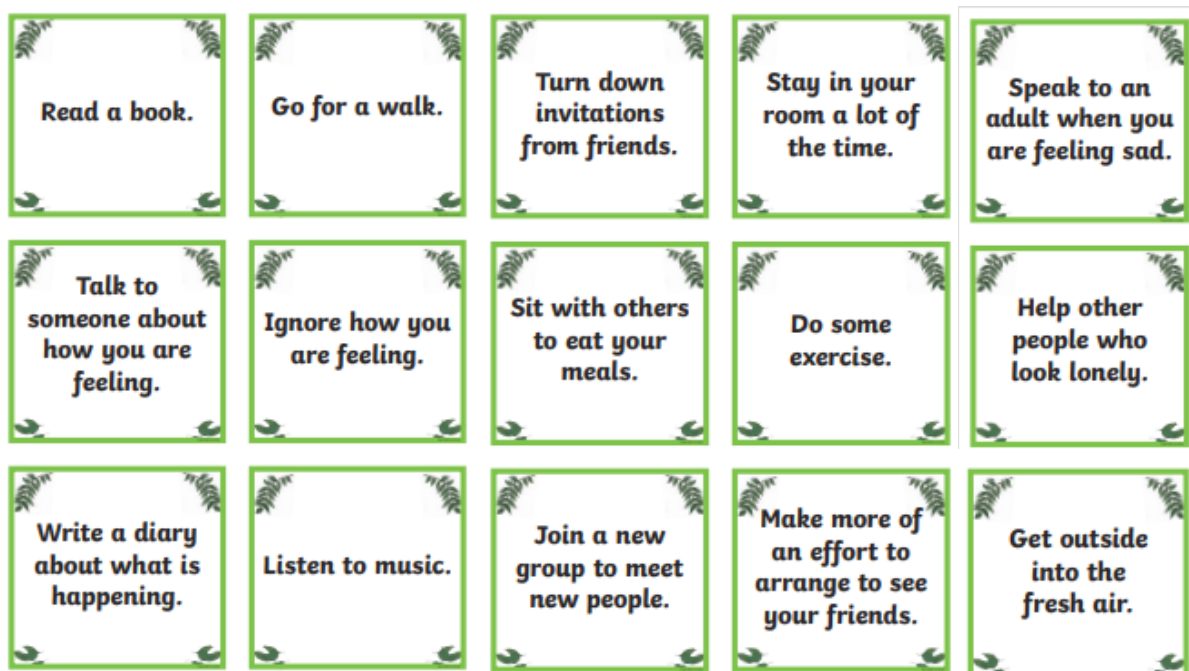 Read a book.
Go for a walk.
Turn down
invitations
from friends.
Stay in your
room a lot of
the time.
Speak to an
adult when you
are feeling sad.
Talk to
someone about
how you are
feeling.
Ignore how you
are feeling.
Sit with others
to eat your
meals.
Do some
exercise.
Help other
people who
look lonely.
Write a diary
about what is
happening.
Listen to music.
Join a new
group to meet
new people.
Make more of
an effort to
arrange to see
your friends.
Get outside
into the
fresh air.